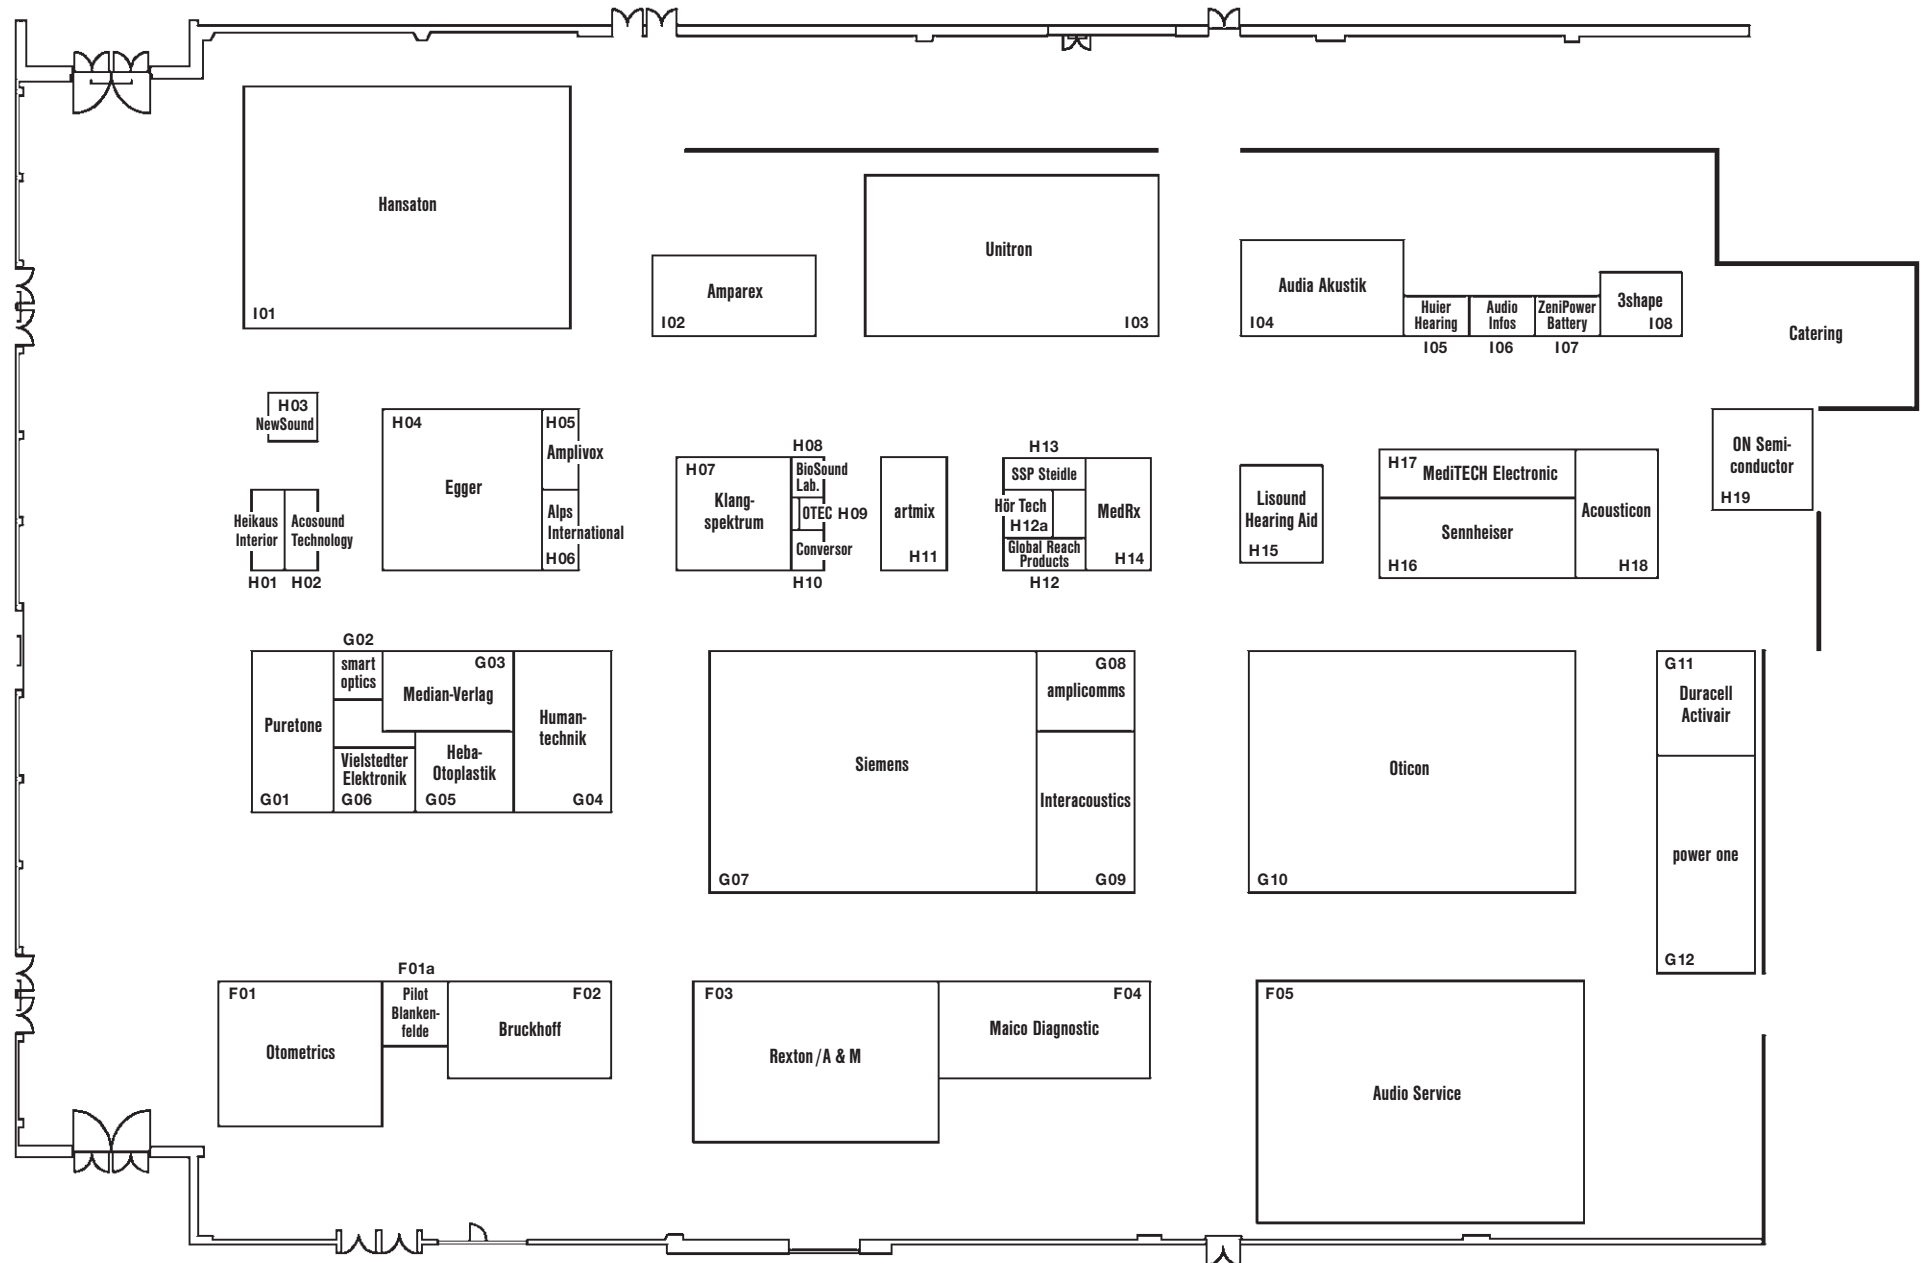 Hansaton
I01
Amparex
I02
Unitron
I03
Audia Akustik
I04
Huier
Hearing
I05
Audio
Infos
I06
ZeniPower
Battery
I07
3shape
I08
Catering
H03
NewSound
Heikaus
Interior
H01
Acosound
Technology
H02
H04
Egger
H05
Amplivox
Alps
International
H06
H07
Klang-
spektrum
H08
BioSound
Lab.
OTEC H09
Conversor
H10
artmix
H11
H13
SSP Steidle
Hör Tech
H12a
Global Reach
Products
H12
MedRx
H14
Lisound
Hearing Aid
H15
H17
MediTECH Electronic
Sennheiser
H16
Acousticon
H18
ON Semi-
conductor
H19
Puretone
G01
G02
smart
optics
G03
Median-Verlag
Human-
technik
G04
Vielstedter
Elektronik
G06
Heba-
Otoplastik
G05
Siemens
G07
G08
amplicomms
Interacoustics
G09
Oticon
G10
G11
Duracell
Activair
power one
G12
F01
Otometrics
F01a
Pilot
Blanken-
felde
F02
Bruckhoff
F03
Rexton/A & M
F04
Maico Diagnostic
F05
Audio Service